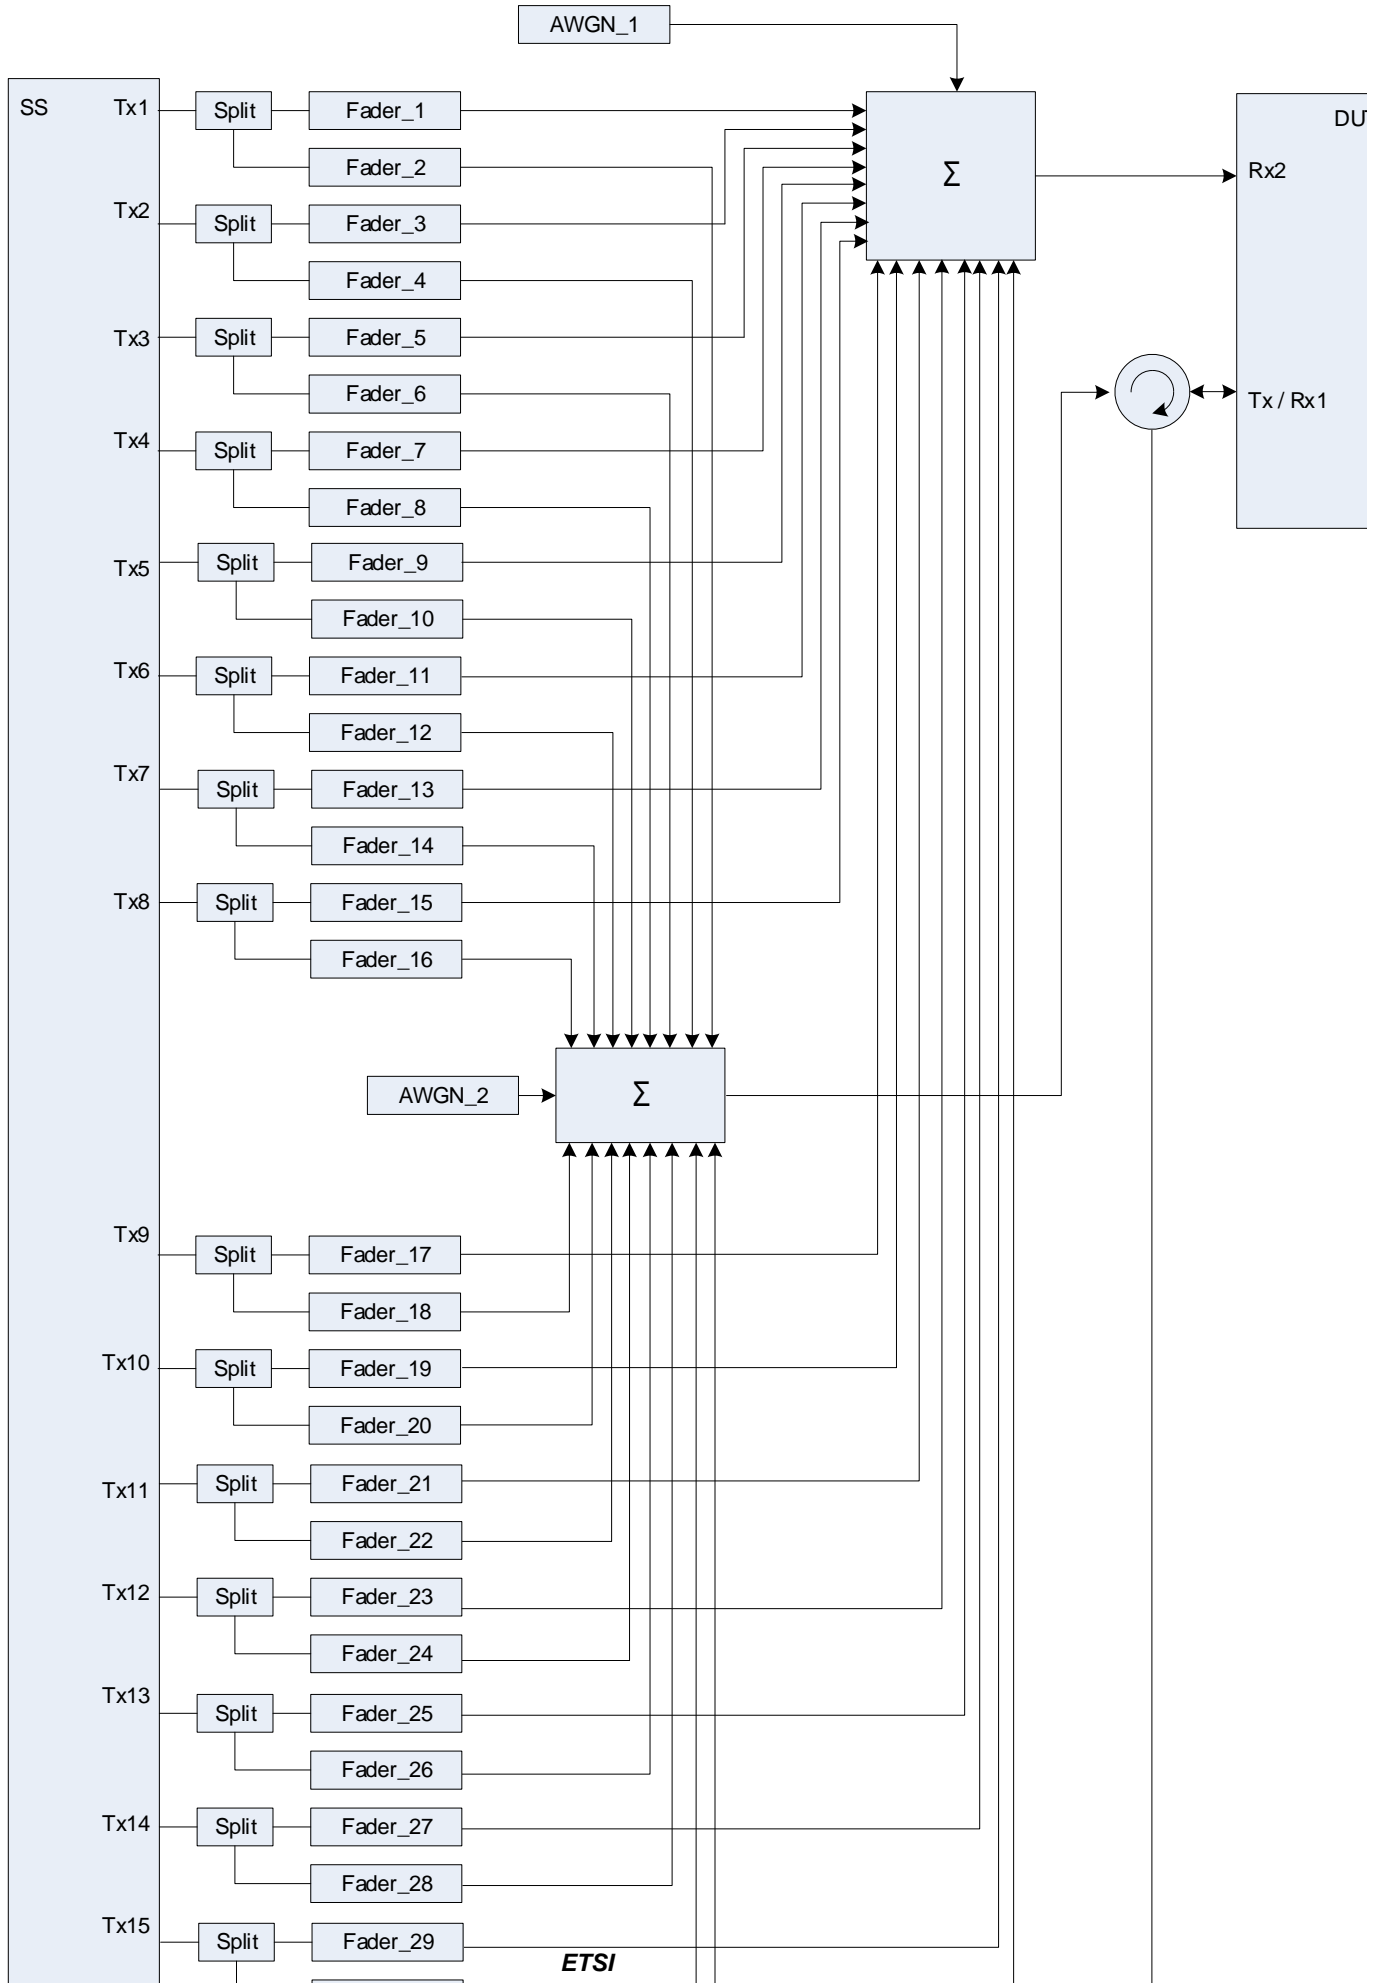 AWGN_1
SS Tx1 Split Fader_1
DU
Σ
Fader_2
Rx2
Tx2 Split Fader_3
Fader_4
Tx3 Split Fader_5
Fader_6
Tx / Rx1
Tx4 Split Fader_7
Fader_8
Tx5 Split Fader_9
Fader_10
Tx6 Split Fader_11
Fader_12
Tx7 Split Fader_13
Fader_14
Tx8 Split Fader_15
Fader_16
AWGN_2 Σ
Tx9 Split Fader_17
Fader_18
Tx10 Split Fader_19
Fader_20
Tx11 Split Fader_21
Fader_22
Tx12 Split Fader_23
Fader_24
Tx13 Split Fader_25
Fader_26
Tx14 Split Fader_27
Fader_28
Tx15 Split Fader_29
ETSI